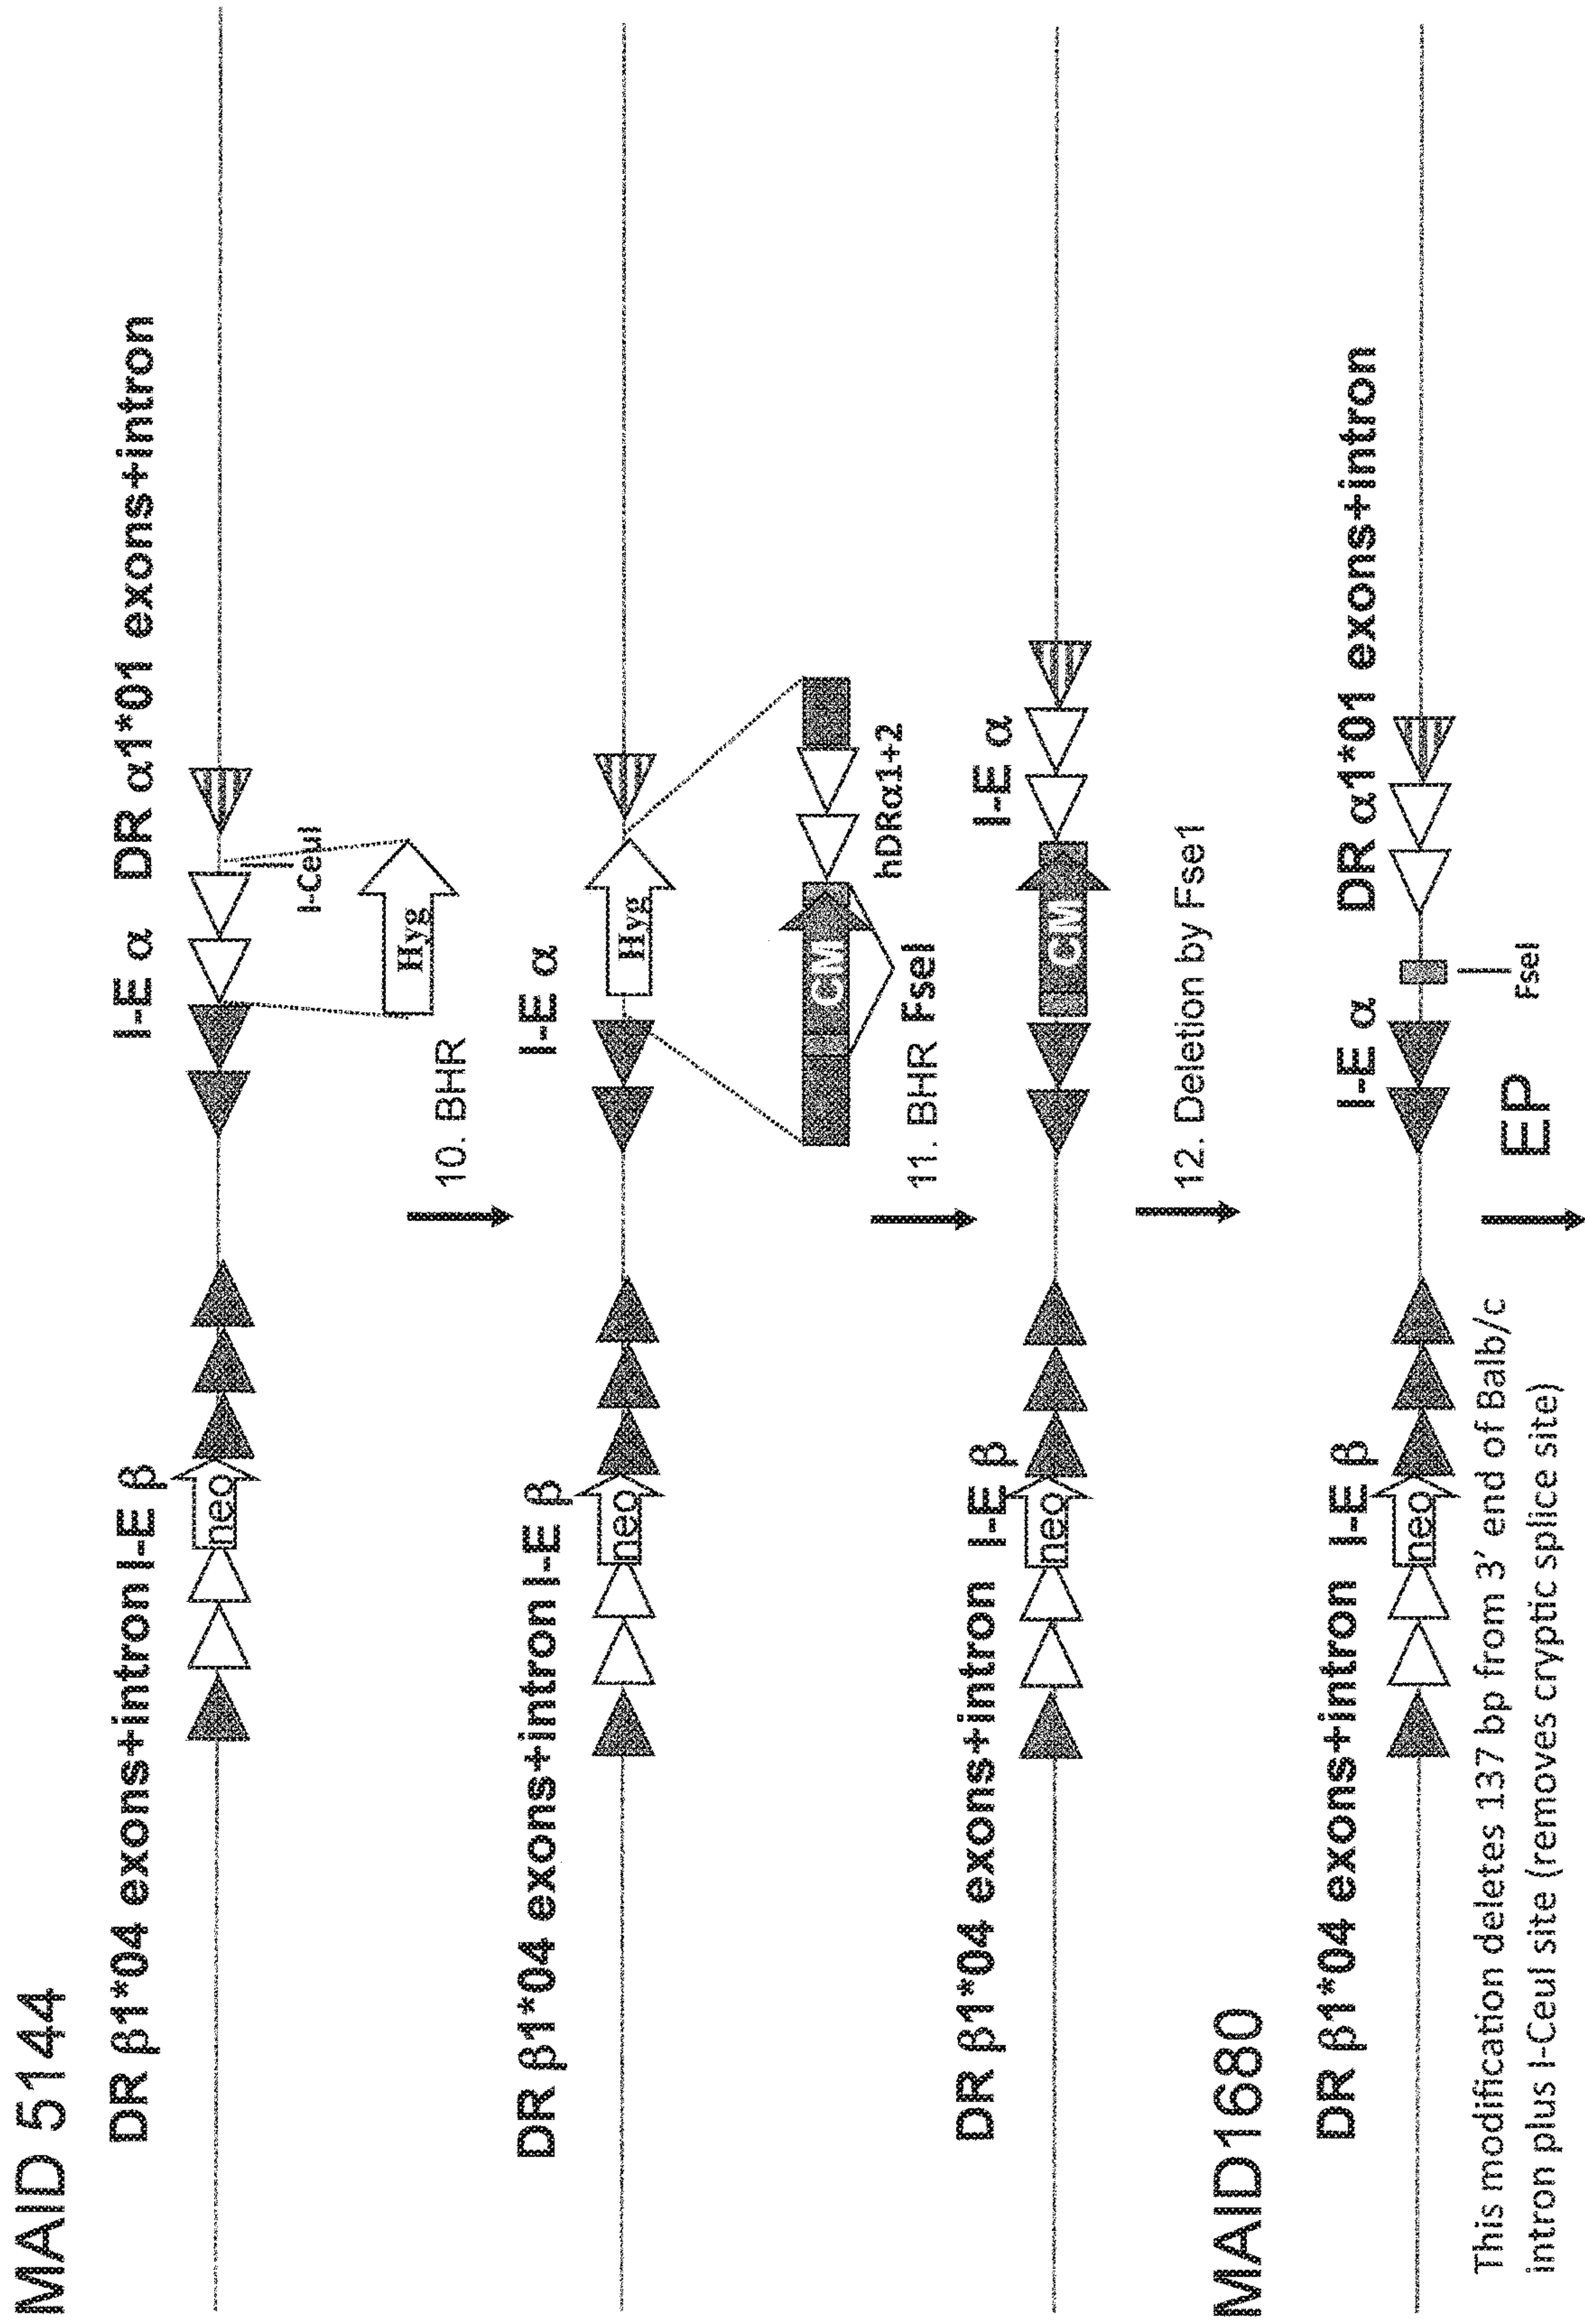 MAID 5144
DR β1*04 exons+intron I-E β
I-E α
DR α1*01 exons+intron
neo
I-CeuI
Hyg
10. BHR
DR β1*04 exons+intron I-E β
I-E α
neo
Hyg
CM
hDRα1+2
FseI
11. BHR
DR β1*04 exons+intron
I-E β
I-E α
neo
CM
12. Deletion by Fse1
MAID1680
DR β1*04 exons+intron
I-E β
I-E α
DR α1*01 exons+intron
neo
FseI
EP
This modification deletes 137 bp from 3' end of Balb/c
intron plus I-CeuI site (removes cryptic splice site)